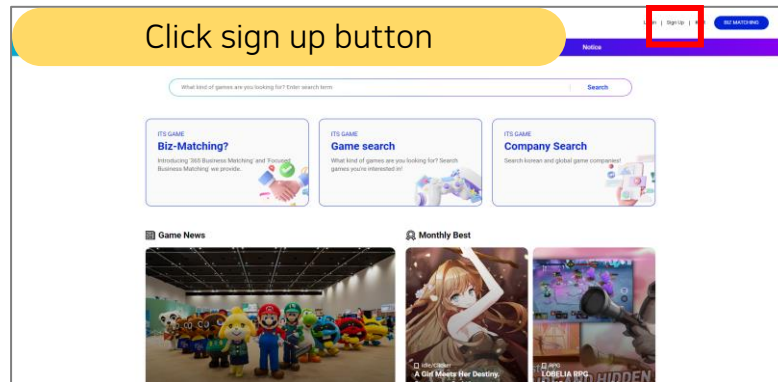 Click sign up button
Sign Up
BIZ MATCHING
Notice
What kind of games are you looking for? Enter search term
Search
ITS GAME
Biz-Matching?
Introducing '365 Business Matching' and 'Focused
Business Matching' we provide.
ITS GAME
Game search
What kind of games are you looking for? Search
games you're interested in!
ITS GAME
Company Search
Search korean and global game companies!
Game News
Monthly Best
Idle/Clicker
A Girl Meets Her Destiny.
RPG
LOBELIA RPG
HIDDEN